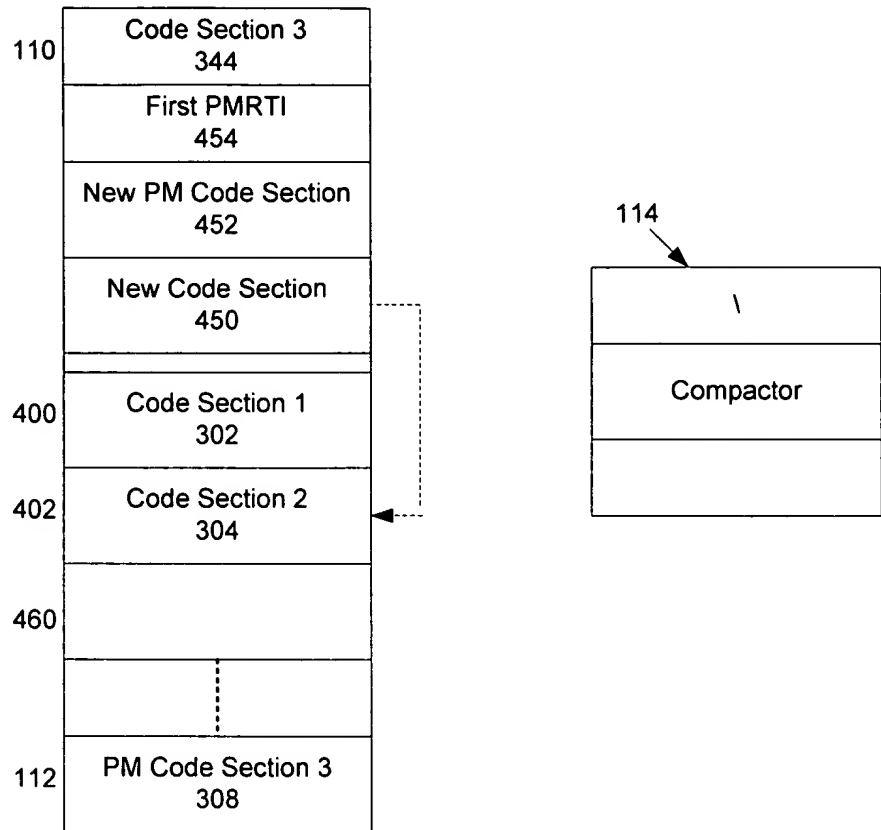 110
Code Section 3
344
First PMRTI
454
New PM Code Section
452
New Code Section
450
400
Code Section 1
302
402
Code Section 2
304
460
112
PM Code Section 3
308
114
\
Compactor